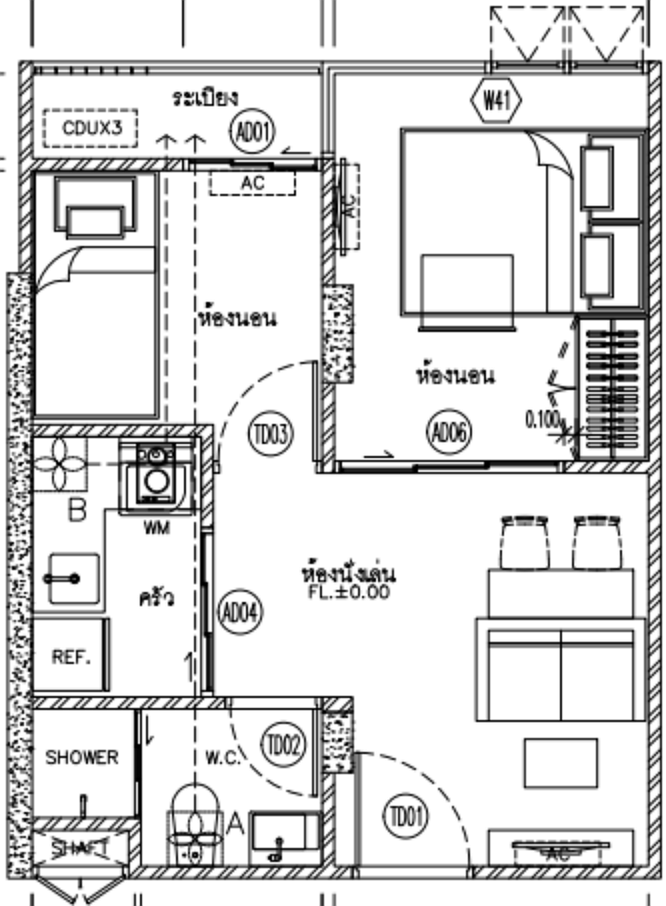 ระเบียง
W41
CDUX3
AD01
AC
AC
ห้องนอน
ห้องนอน
0.100
TD03
AD06
B
WM
ห้องนั่งเล่น
FL.±0.00
ครัว
AD04
REF.
SHOWER
W.C.
TD02
TD01
A
SHAFT
AC